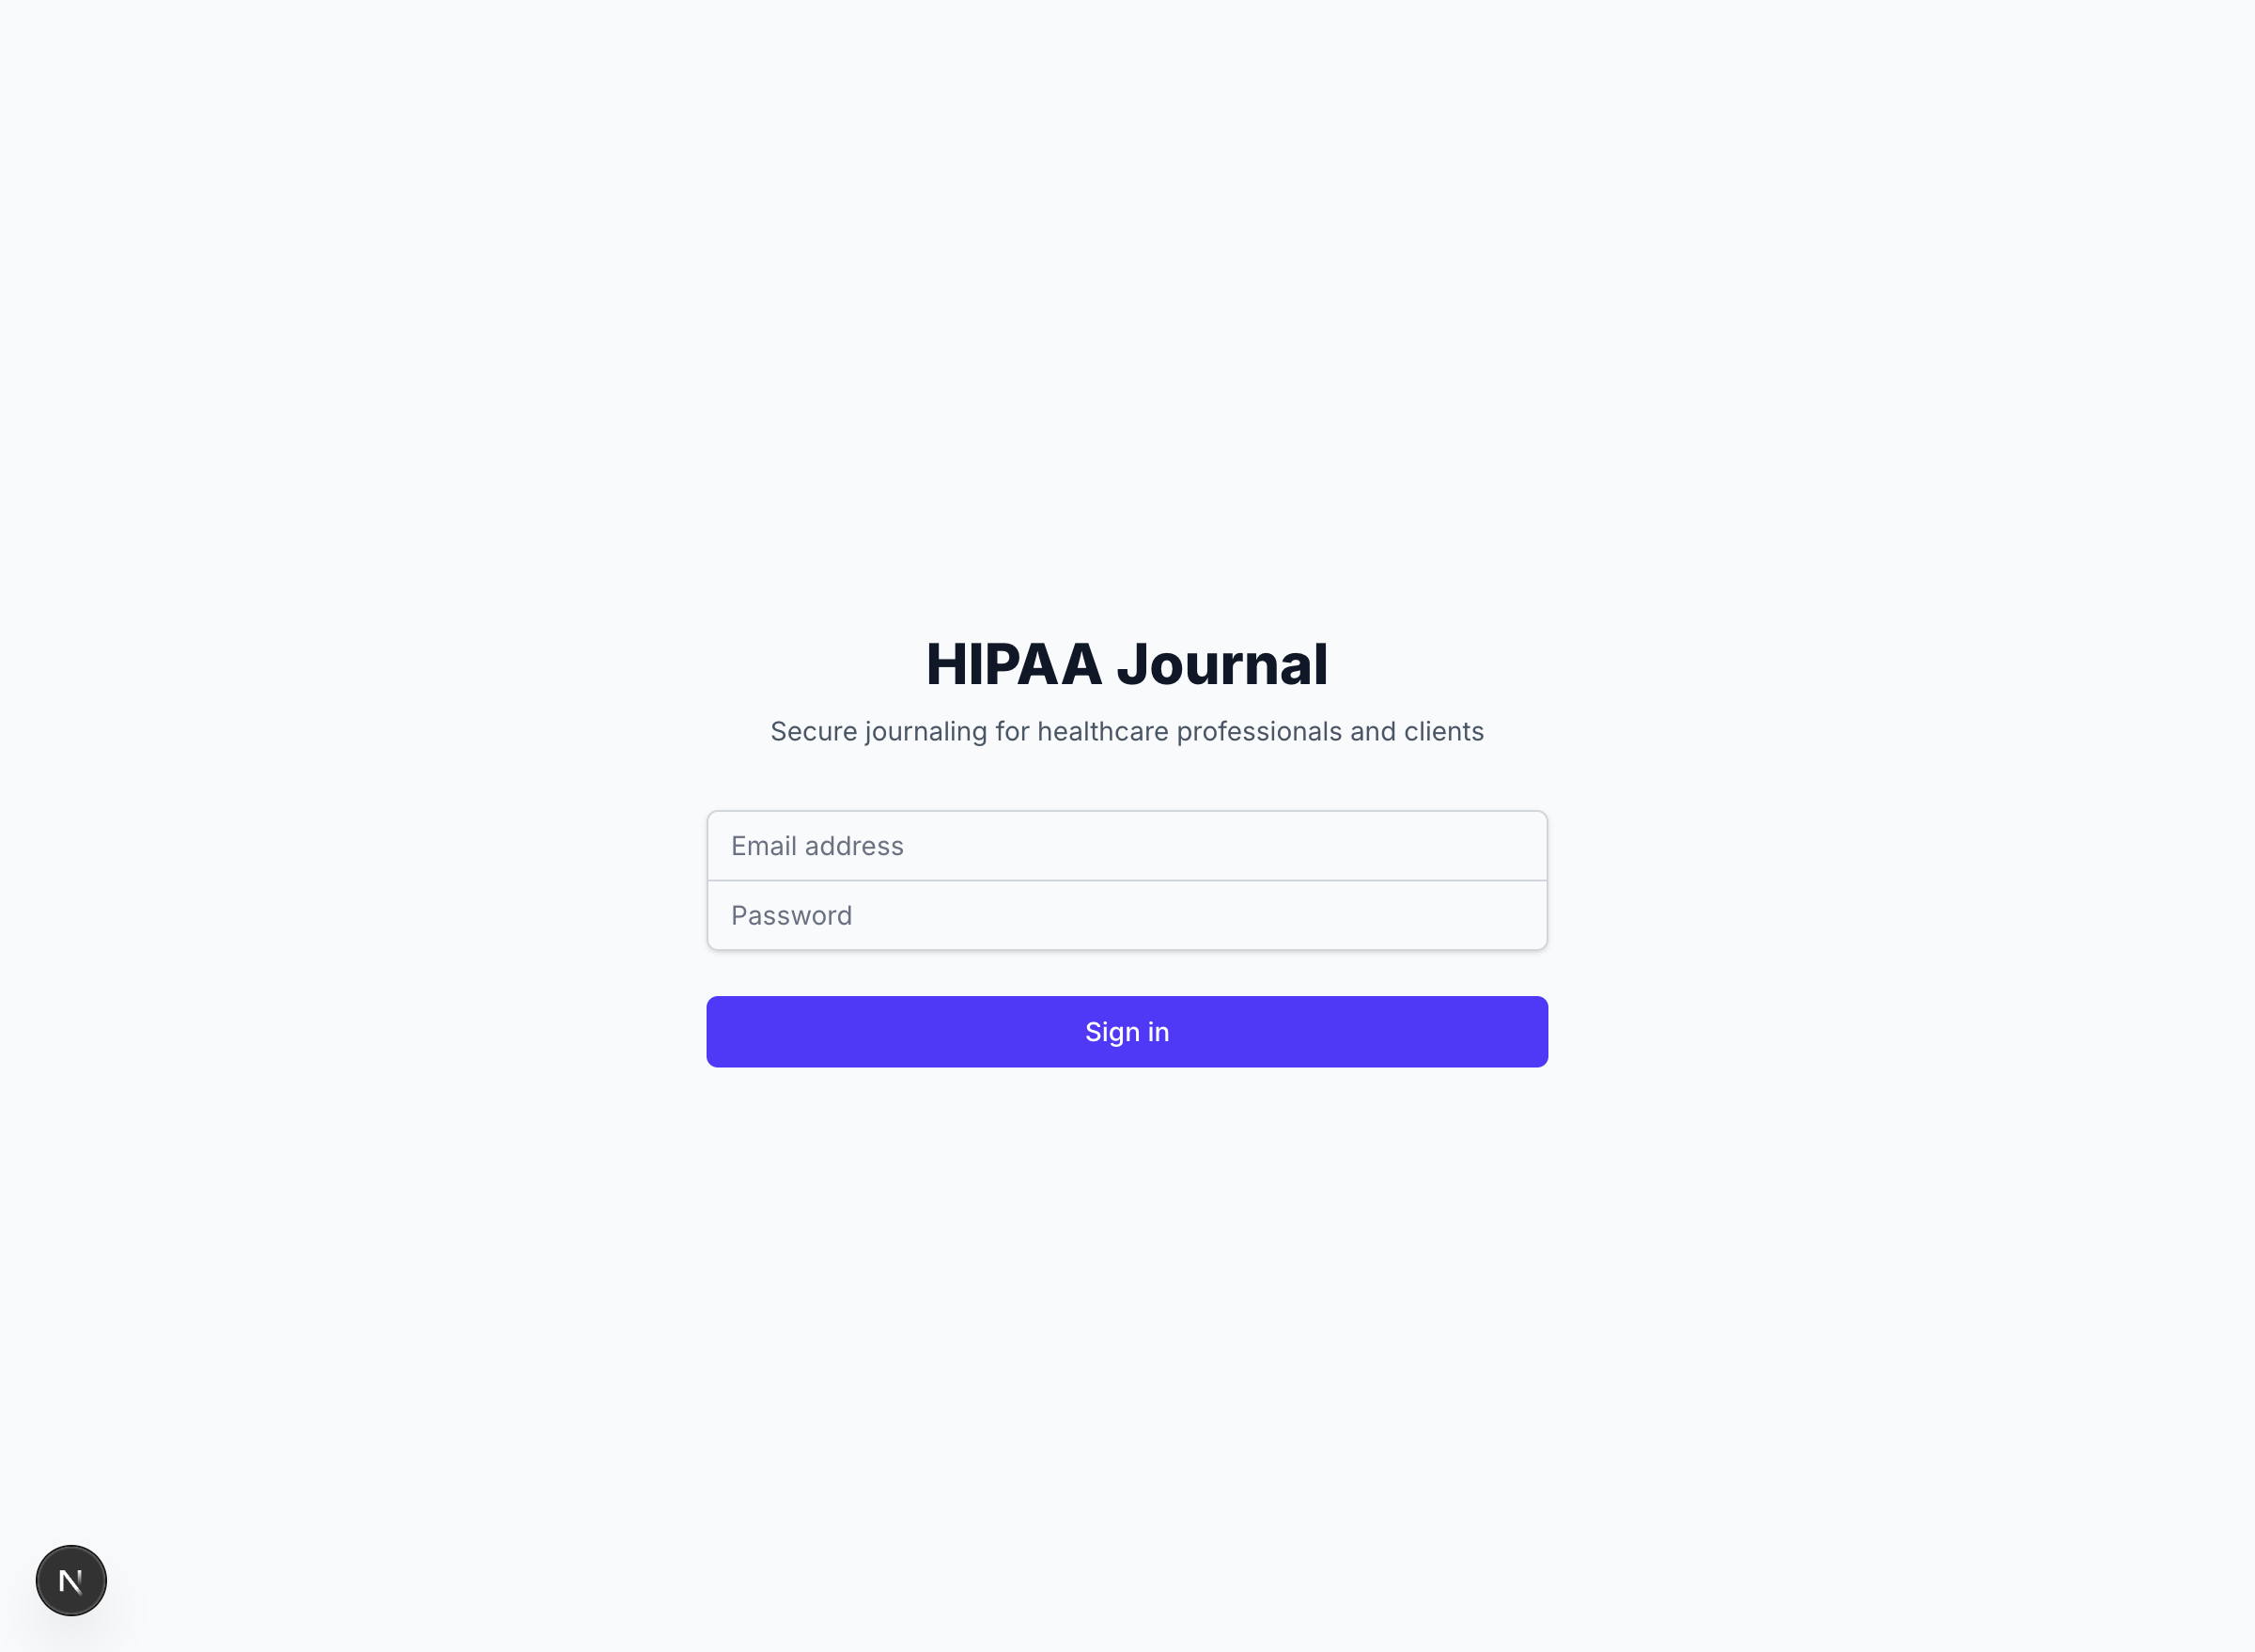 HIPAA Journal
Secure journaling for healthcare professionals and clients
Email address
Password
Sign in
N